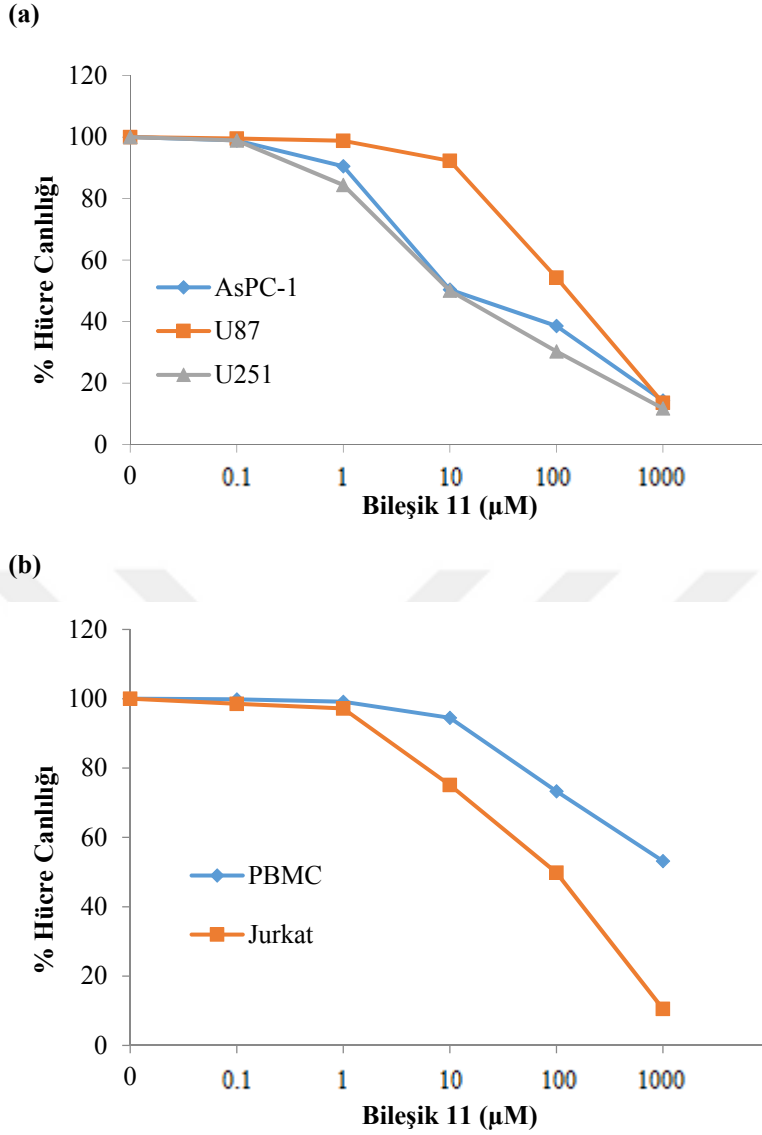 (a)
120
100
80
60
40
20
0
% Hücre Canlılığı
AsPC-1
U87
U251
0 0.1 1 10 100 1000
Bileşik 11 (µM)
(b)
120
100
80
60
40
20
0
% Hücre Canlılığı
PBMC
Jurkat
0 0.1 1 10 100 1000
Bileşik 11 (µM)